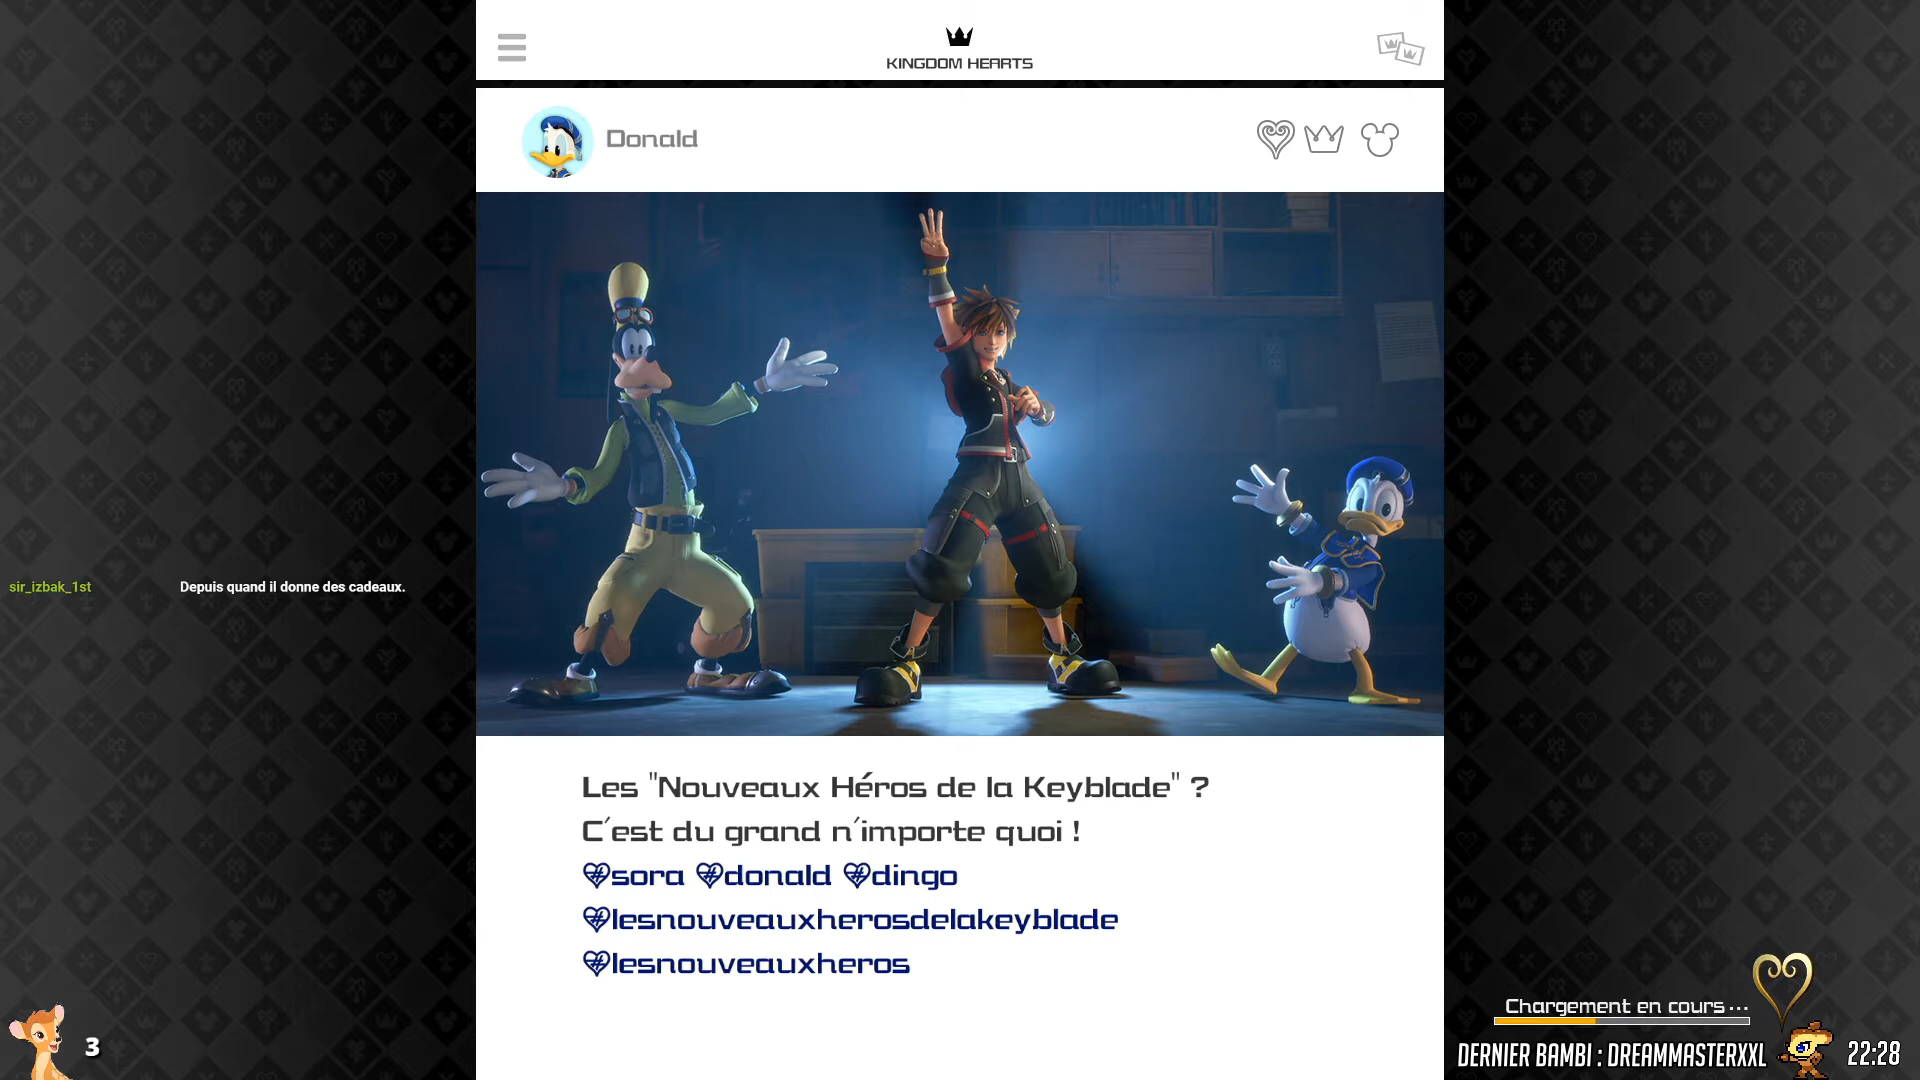 KINGDOM HEARTS
Donald
sir_izbak_1st Depuis quand il donne des cadeaux.
Les "Nouveaux Héros de la Keyblade" ?
C'est du grand n'importe quoi !
#sora #donald #dingo
#lesnouveauxherosdelakeyblade
#lesnouveauxheros
Chargement en cours...
3
DERNIER BAMBI : DREAMMASTERXXL
22:28